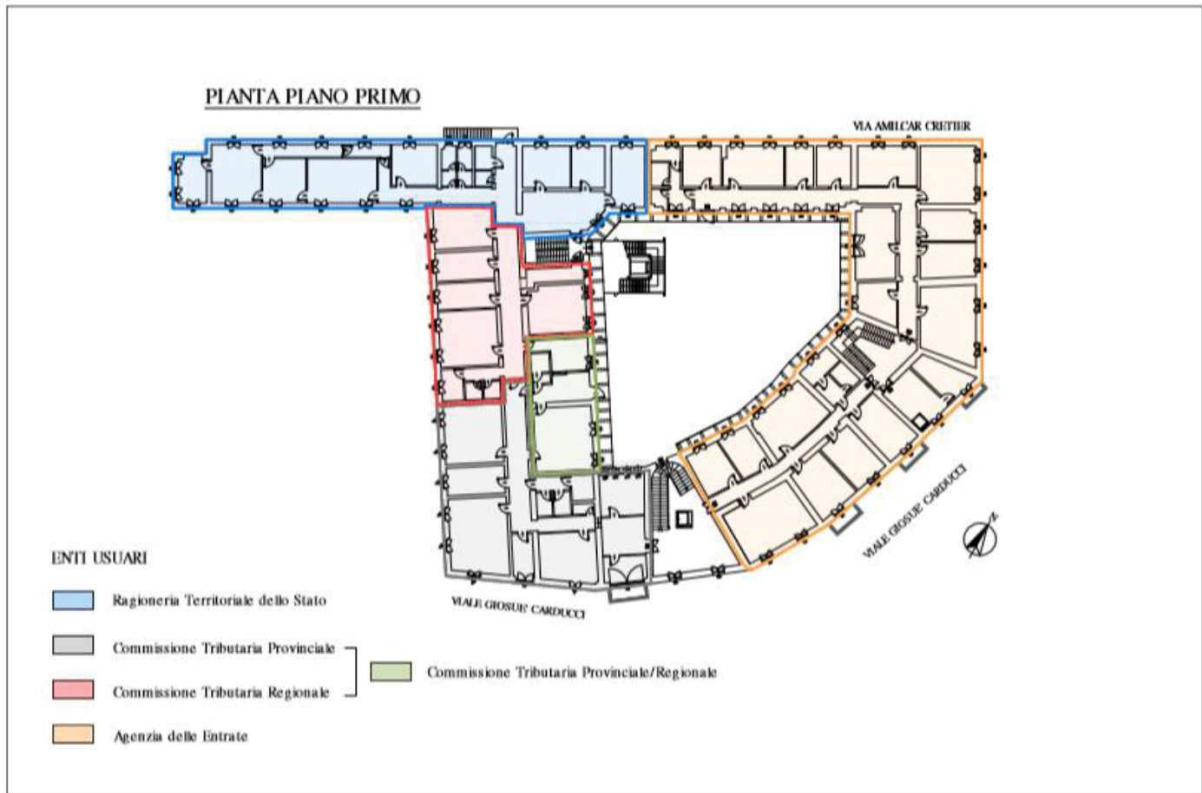 PIANTA PIANO PRIMO
VIA AMILCAR CRETIER
VIALE GIOSUE' CARDUCCI
N
VIALE GIOSUE' CARDUCCI
ENTI USUARI
Ragioneria Territoriale dello Stato
Commissione Tributaria Provinciale
Commissione Tributaria Provinciale/Regionale
Commissione Tributaria Regionale
Agenzia delle Entrate